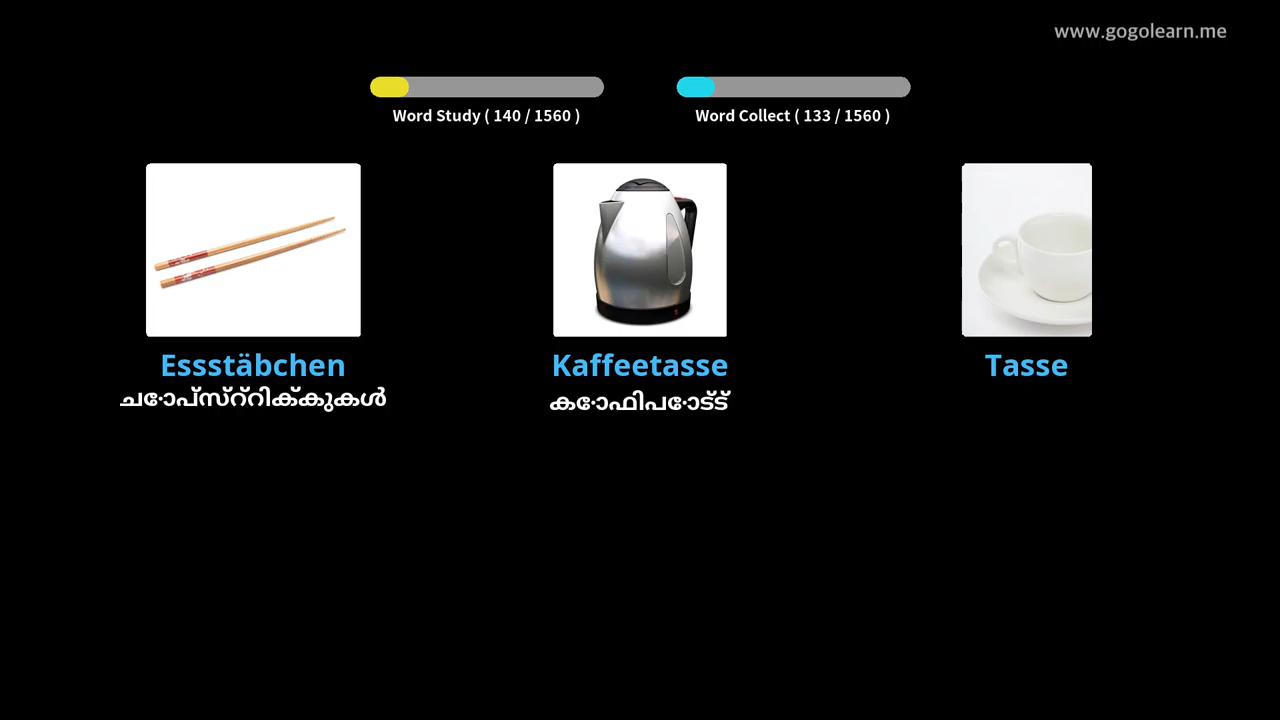 www.gogolearn.me
Word Study ( 140 / 1560 )
Word Collect ( 133 / 1560 )
Essstäbchen
Kaffeetasse
Tasse
ചോപ്സ്റ്റിക്കുകൾ
കോഫിപോട്ട്